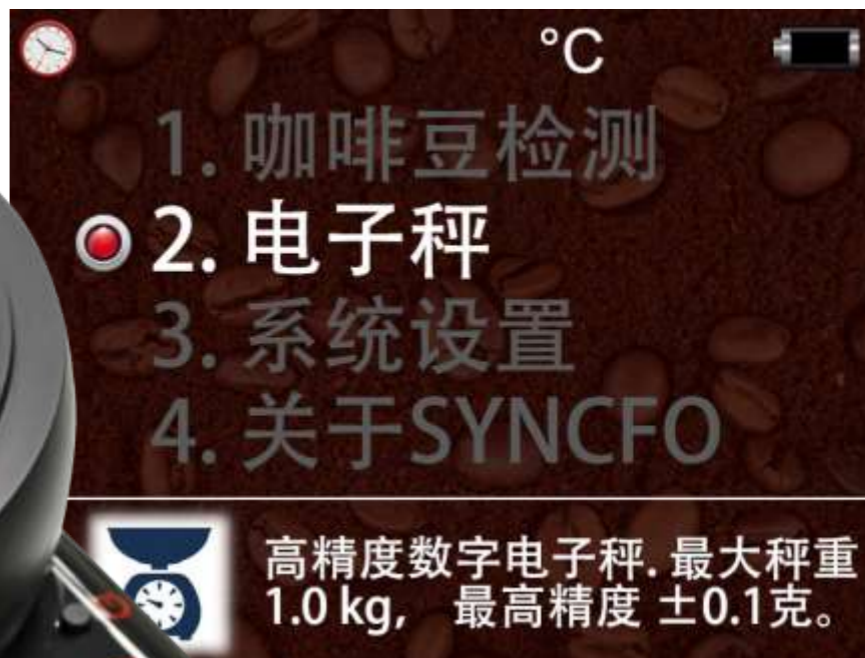 °C
1. 咖啡豆检测
2. 电子秤
3. 系统设置
4. 关于SYNCFO
高精度数字电子秤. 最大秤重
1.0 kg, 最高精度 ±0.1克。